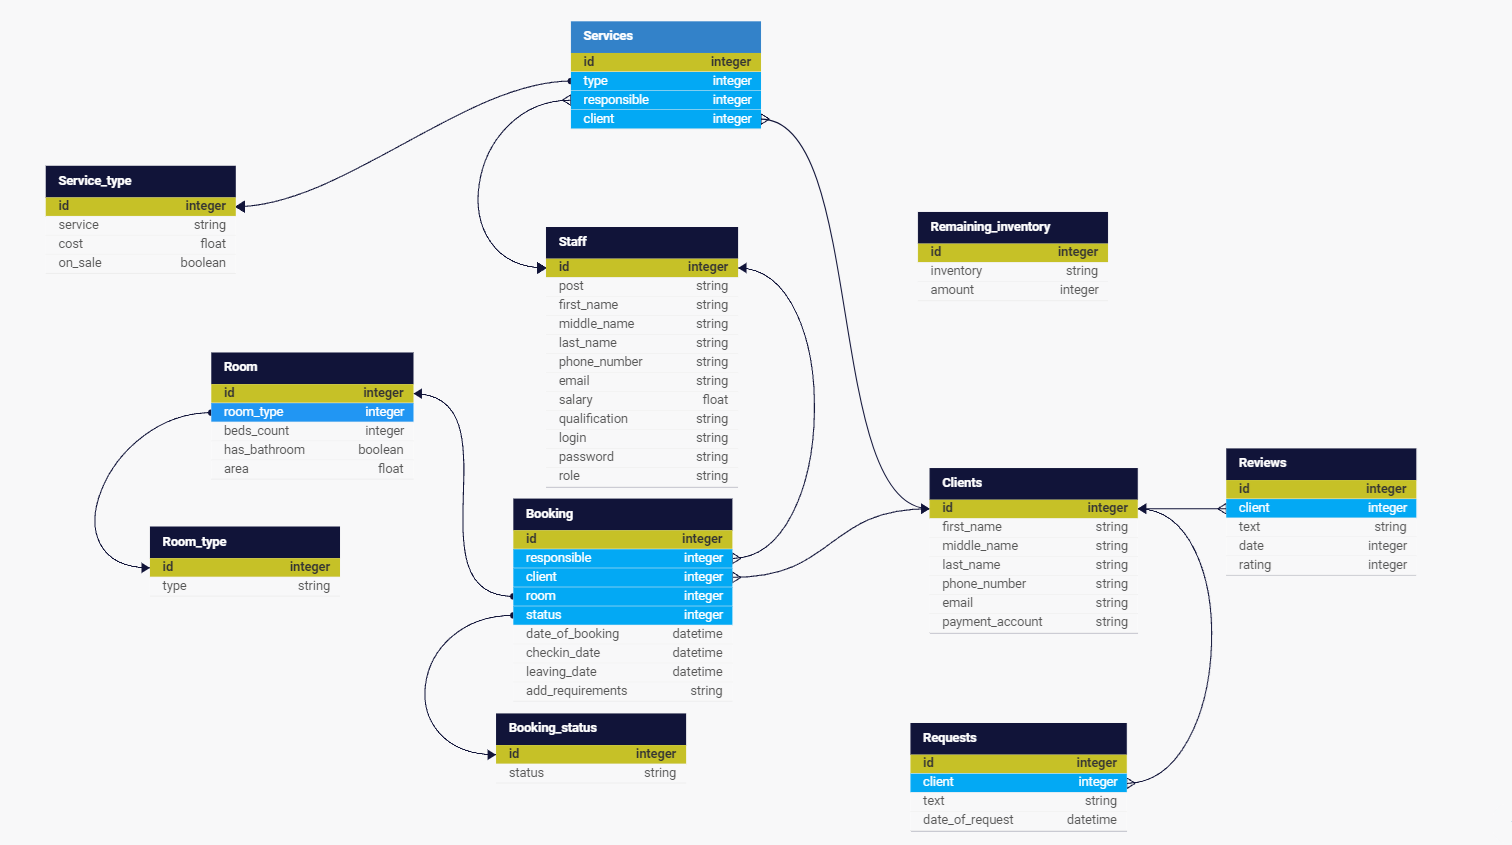 Services
id integer
type integer
responsible integer
client integer
Service_type
id integer
service string
cost float
on_sale boolean
Staff
id integer
post string
first_name string
middle_name string
last_name string
phone_number string
email string
salary float
qualification string
login string
password string
role string
Remaining_inventory
id integer
inventory string
amount integer
Room
id integer
room_type integer
beds_count integer
has_bathroom boolean
area float
Room_type
id integer
type string
Booking
id integer
responsible integer
client integer
room integer
status integer
date_of_booking datetime
checkin_date datetime
leaving_date datetime
add_requirements string
Booking_status
id integer
status string
Clients
id integer
first_name string
middle_name string
last_name string
phone_number string
email string
payment_account string
Reviews
id integer
client integer
text string
date integer
rating integer
Requests
id integer
client integer
text string
date_of_request datetime